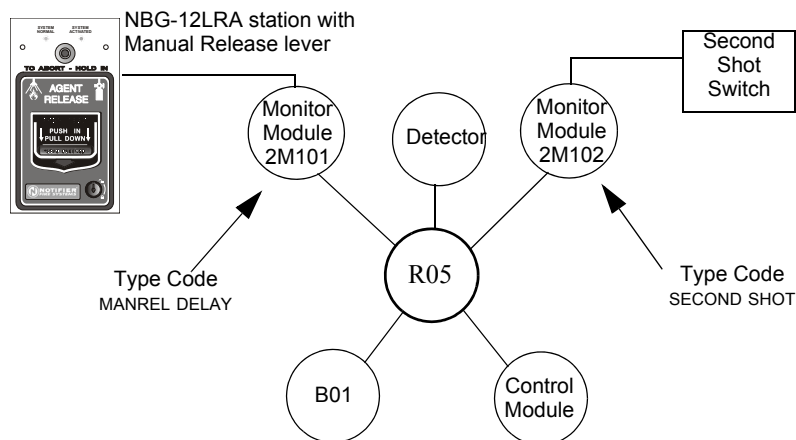 NBG-12LRA station with
Manual Release lever
SYSTEM
NORMAL
SYSTEM
ACTIVATED
TO ABORT - HOLD IN
AGENT
RELEASE
PUSH IN
PULL DOWN
NOTIFIER
FIRE SYSTEMS
Monitor
Module
2M101
Detector
Monitor
Module
2M102
Second
Shot
Switch
Type Code
MANREL DELAY
R05
Type Code
SECOND SHOT
B01
Control
Module